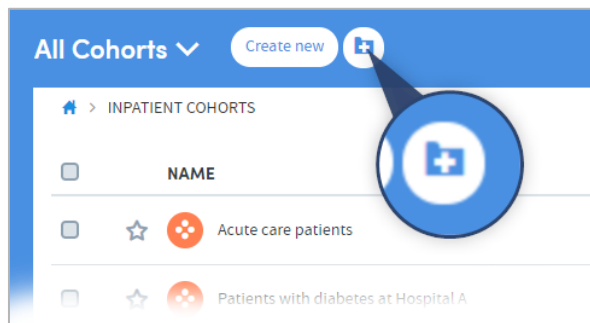 All Cohorts
Create new
> INPATIENT COHORTS
NAME
Acute care patients
Patients with diabetes at Hospital A